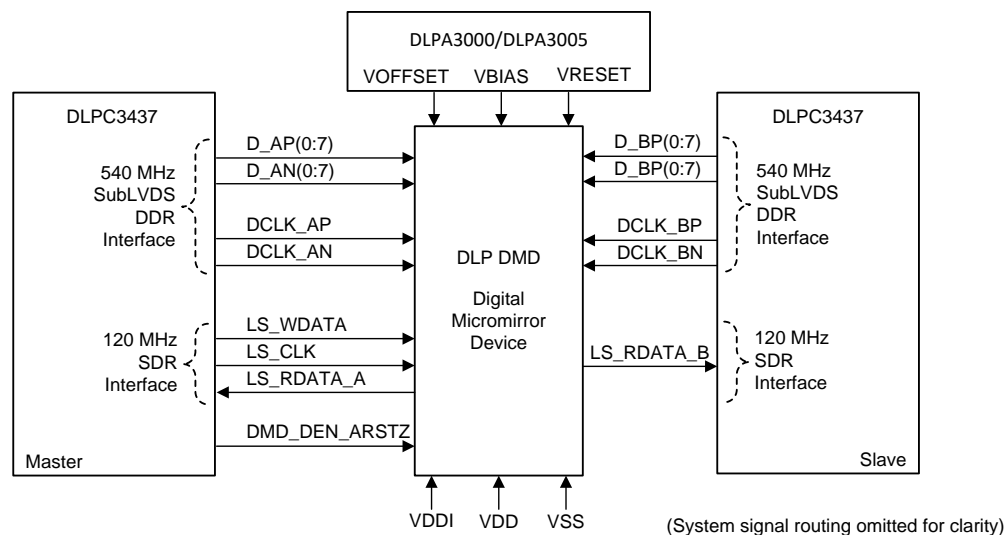 DLPA3000/DLPA3005
VOFFSET VBIAS VRESET
DLPC3437
540 MHz
SubLVDS
DDR
Interface
D_AP(0:7)
D_AN(0:7)
DCLK_AP
DCLK_AN
120 MHz
SDR
Interface
LS_WDATA
LS_CLK
LS_RDATA_A
DMD_DEN_ARSTZ
Master
DLP DMD
Digital
Micromirror
Device
VDDI VDD VSS
DLPC3437
D_BP(0:7)
D_BP(0:7)
DCLK_BP
DCLK_BN
540 MHz
SubLVDS
DDR
Interface
LS_RDATA_B
120 MHz
SDR
Interface
Slave
(System signal routing omitted for clarity)